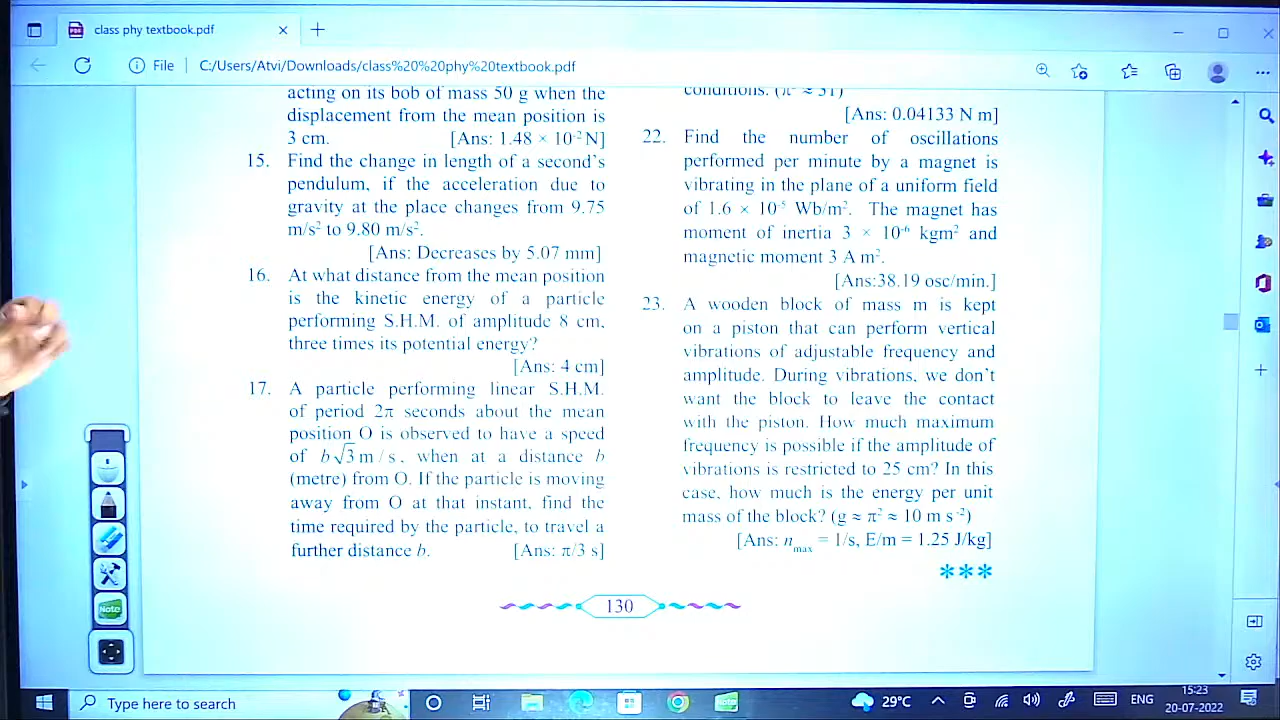 class phy textbook.pdf
File
C:/Users/Atvi/Downloads/class%20%20phy%20textbook.pdf
acting on its bob of mass 50 g when the
displacement from the mean position is
3 cm. [Ans: 1.48 × 10⁻² N]
15. Find the change in length of a second's
pendulum, if the acceleration due to
gravity at the place changes from 9.75
m/s² to 9.80 m/s².
[Ans: Decreases by 5.07 mm]
16. At what distance from the mean position
is the kinetic energy of a particle
performing S.H.M. of amplitude 8 cm,
three times its potential energy?
[Ans: 4 cm]
17. A particle performing linear S.H.M.
of period 2π seconds about the mean
position O is observed to have a speed
of b√3 m / s, when at a distance b
(metre) from O. If the particle is moving
away from O at that instant, find the
time required by the particle, to travel a
further distance b. [Ans: π/3 s]
conditions.
[Ans: 0.04133 N m]
22. Find the number of oscillations
performed per minute by a magnet is
vibrating in the plane of a uniform field
of 1.6 × 10⁻⁵ Wb/m². The magnet has
moment of inertia 3 × 10⁻⁶ kgm² and
magnetic moment 3 A m².
[Ans:38.19 osc/min.]
23. A wooden block of mass m is kept
on a piston that can perform vertical
vibrations of adjustable frequency and
amplitude. During vibrations, we don't
want the block to leave the contact
with the piston. How much maximum
frequency is possible if the amplitude of
vibrations is restricted to 25 cm? In this
case, how much is the energy per unit
mass of the block? (g ≈ π² ≈ 10 m s⁻²)
[Ans: n max = 1/s, E/m = 1.25 J/kg]
***
130
Note
Type here to search
29°C
ENG
15:23
20-07-2022